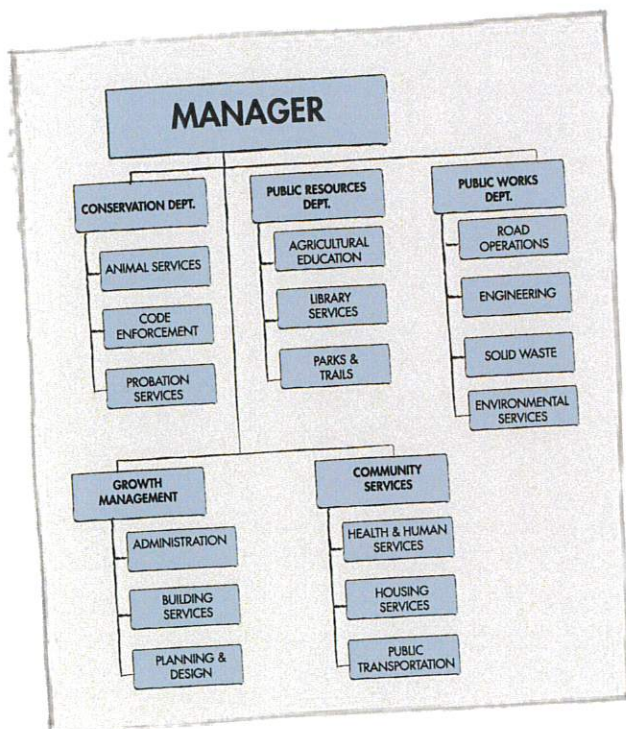 MANAGER
CONSERVATION DEPT.
ANIMAL SERVICES
CODE
ENFORCEMENT
PROBATION
SERVICES
PUBLIC RESOURCES
DEPT.
AGRICULTURAL
EDUCATION
LIBRARY
SERVICES
PARKS &
TRAILS
PUBLIC WORKS
DEPT.
ROAD
OPERATIONS
ENGINEERING
SOLID WASTE
ENVIRONMENTAL
SERVICES
GROWTH
MANAGEMENT
ADMINISTRATION
BUILDING
SERVICES
PLANNING &
DESIGN
COMMUNITY
SERVICES
HEALTH & HUMAN
SERVICES
HOUSING
SERVICES
PUBLIC
TRANSPORTATION